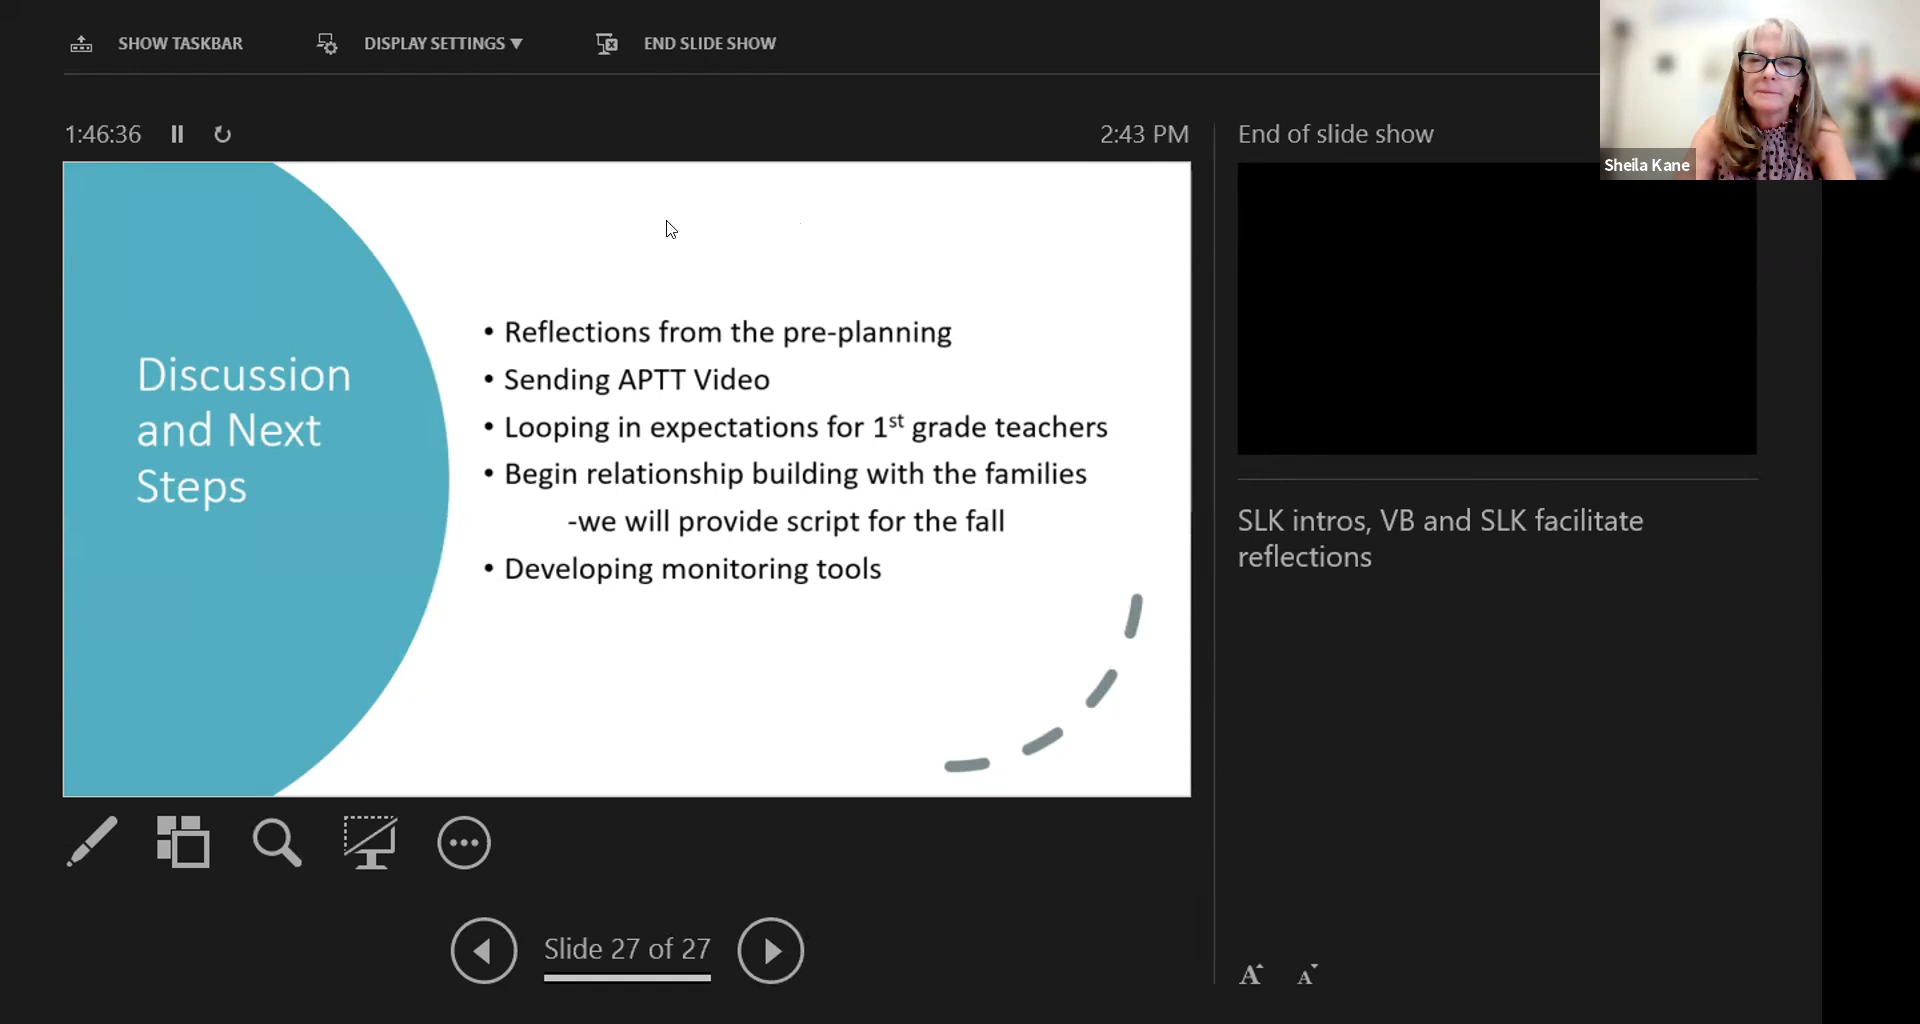 SHOW TASKBAR
DISPLAY SETTINGS ▼
END SLIDE SHOW
Sheila Kane
1:46:36
2:43 PM
End of slide show
Discussion
and Next
Steps
• Reflections from the pre-planning
• Sending APTT Video
• Looping in expectations for 1st grade teachers
• Begin relationship building with the families
-we will provide script for the fall
• Developing monitoring tools
SLK intros, VB and SLK facilitate
reflections
Slide 27 of 27
A A